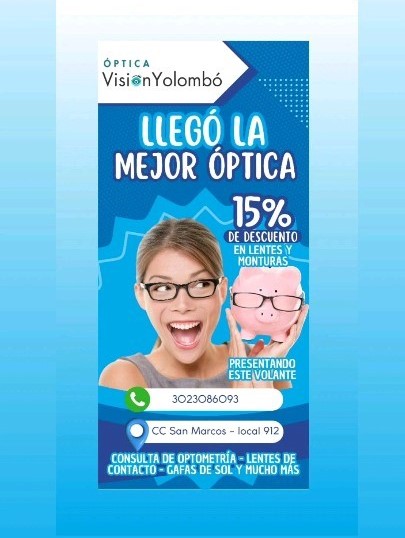 ÓPTICA
VisiónYolombó
LLEGÓ LA
MEJOR ÓPTICA
15%
DE DESCUENTO
EN LENTES Y
MONTURAS
PRESENTANDO
ESTE VOLANTE
3023086093
CC San Marcos - local 912
CONSULTA DE OPTOMETRÍA - LENTES DE
CONTACTO - GAFAS DE SOL Y MUCHO MÁS